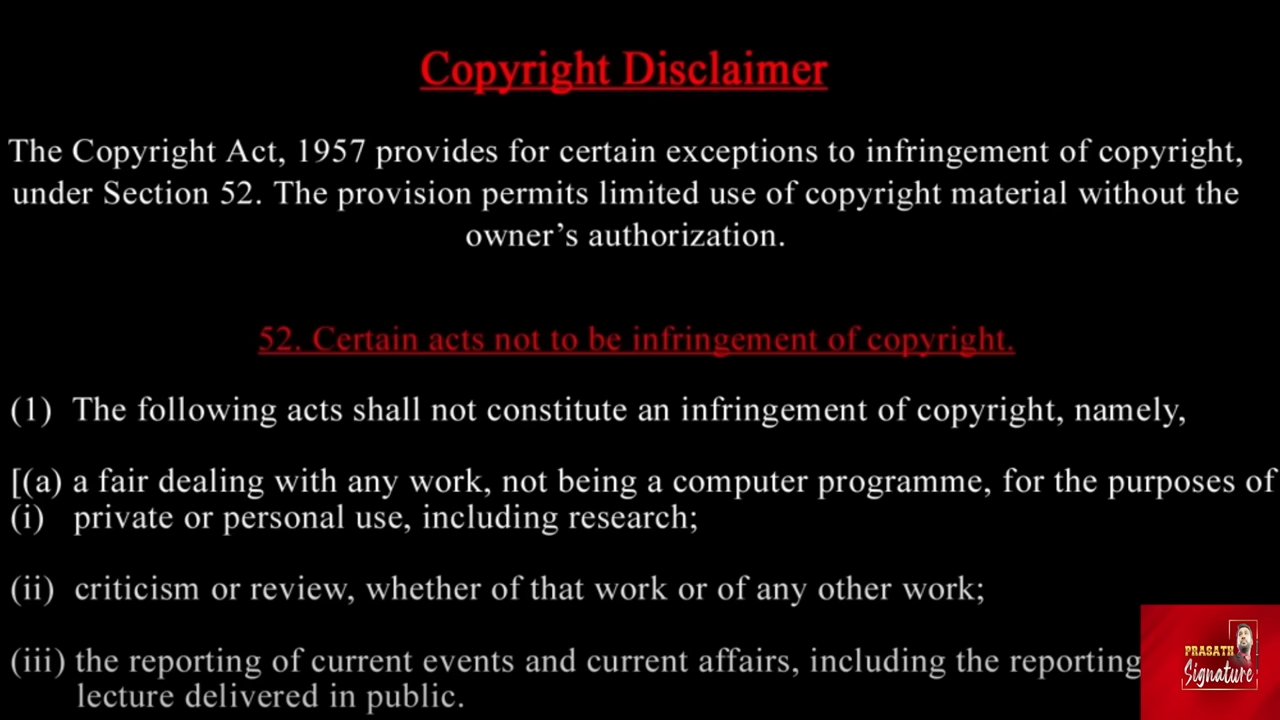 Copyright Disclaimer
The Copyright Act, 1957 provides for certain exceptions to infringement of copyright,
under Section 52. The provision permits limited use of copyright material without the
owner’s authorization.
52. Certain acts not to be infringement of copyright.
(1) The following acts shall not constitute an infringement of copyright, namely,
[(a) a fair dealing with any work, not being a computer programme, for the purposes of
(i) private or personal use, including research;
(ii) criticism or review, whether of that work or of any other work;
(iii) the reporting of current events and current affairs, including the reporting
lecture delivered in public.
PRASATH
Signature